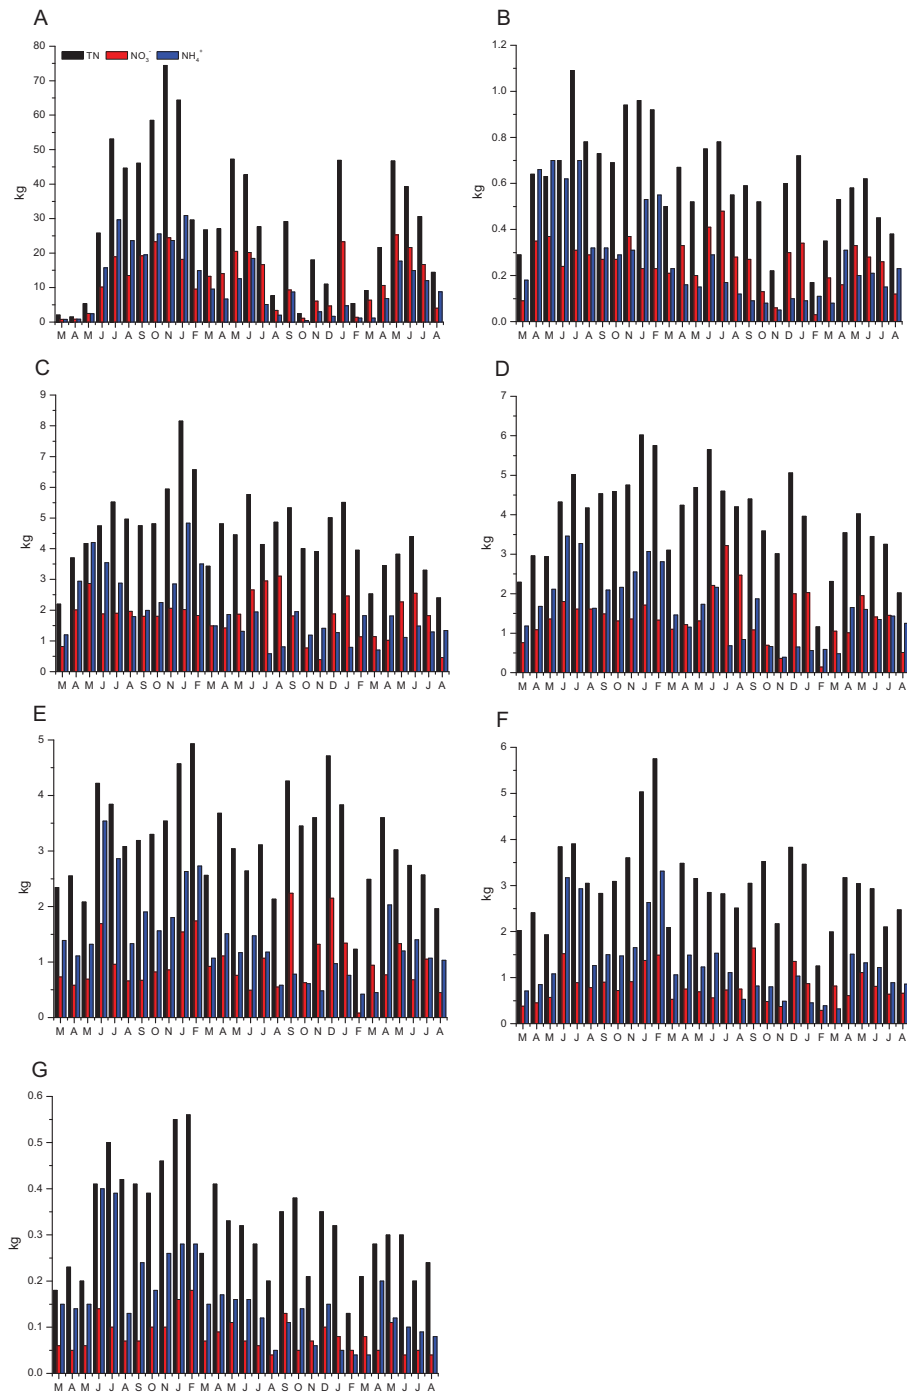 A
80
70
60
50
40
30
20
10
0
kg
TN NO₃⁻ NH₄⁺
M A M J J A S O N J F M A M J J A S O N D J F M A M J J A
B
1.2
1.0
0.8
0.6
0.4
0.2
0.0
kg
M A M J J A S O N J F M A M J J A S O N D J F M A M J J A
C
9
8
7
6
5
4
3
2
1
0
kg
M A M J J A S O N J F M A M J J A S O N D J F M A M J J A
D
7
6
5
4
3
2
1
0
kg
M A M J J A S O N J F M A M J J A S O N D J F M A M J J A
E
5
4
3
2
1
0
kg
M A M J J A S O N J F M A M J J A S O N D J F M A M J J A
F
6
5
4
3
2
1
0
kg
M A M J J A S O N J F M A M J J A S O N D J F M A M J J A
G
0.6
0.5
0.4
0.3
0.2
0.1
0.0
kg
M A M J J A S O N J F M A M J J A S O N D J F M A M J J A